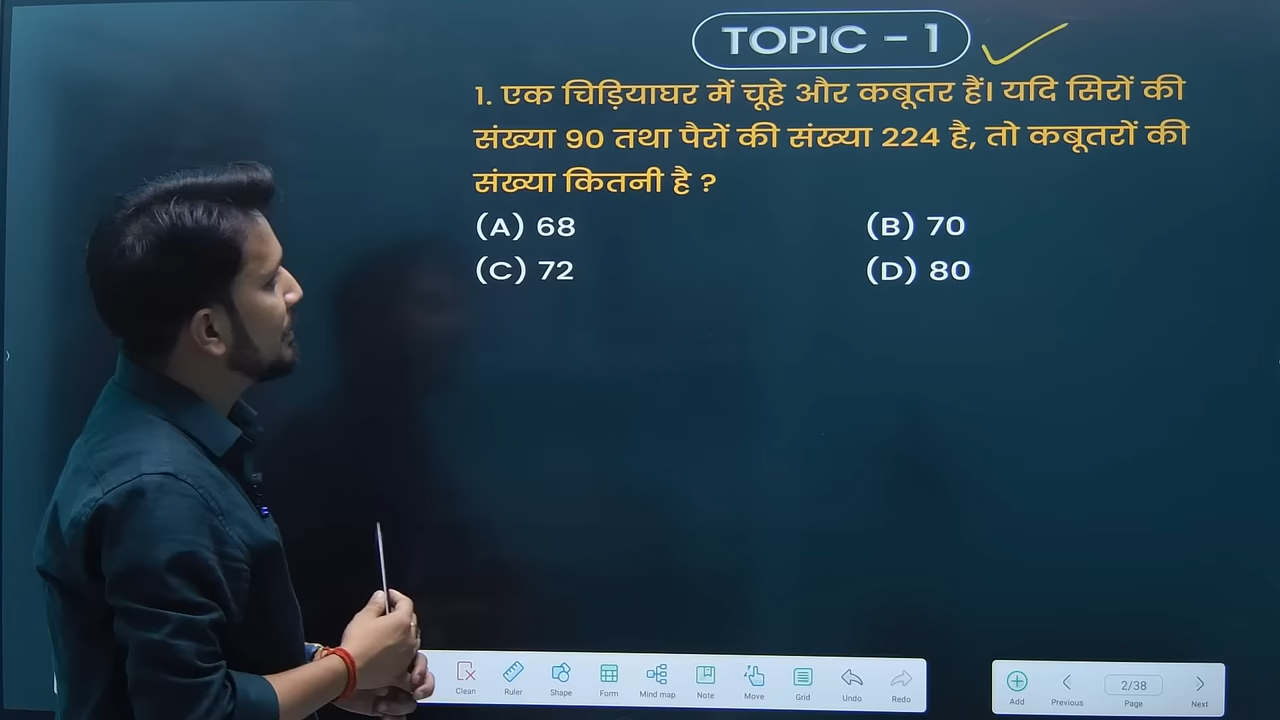 TOPIC - 1
1. एक चिड़ियाघर में चूहे और कबूतर हैं। यदि सिरों की
संख्या 90 तथा पैरों की संख्या 224 है, तो कबूतरों की
संख्या कितनी है ?
(A) 68 (B) 70
(C) 72 (D) 80
Clean Ruler Shape Form Mind map Note Move Grid Undo Redo
Add Previous 2/38 Page Next